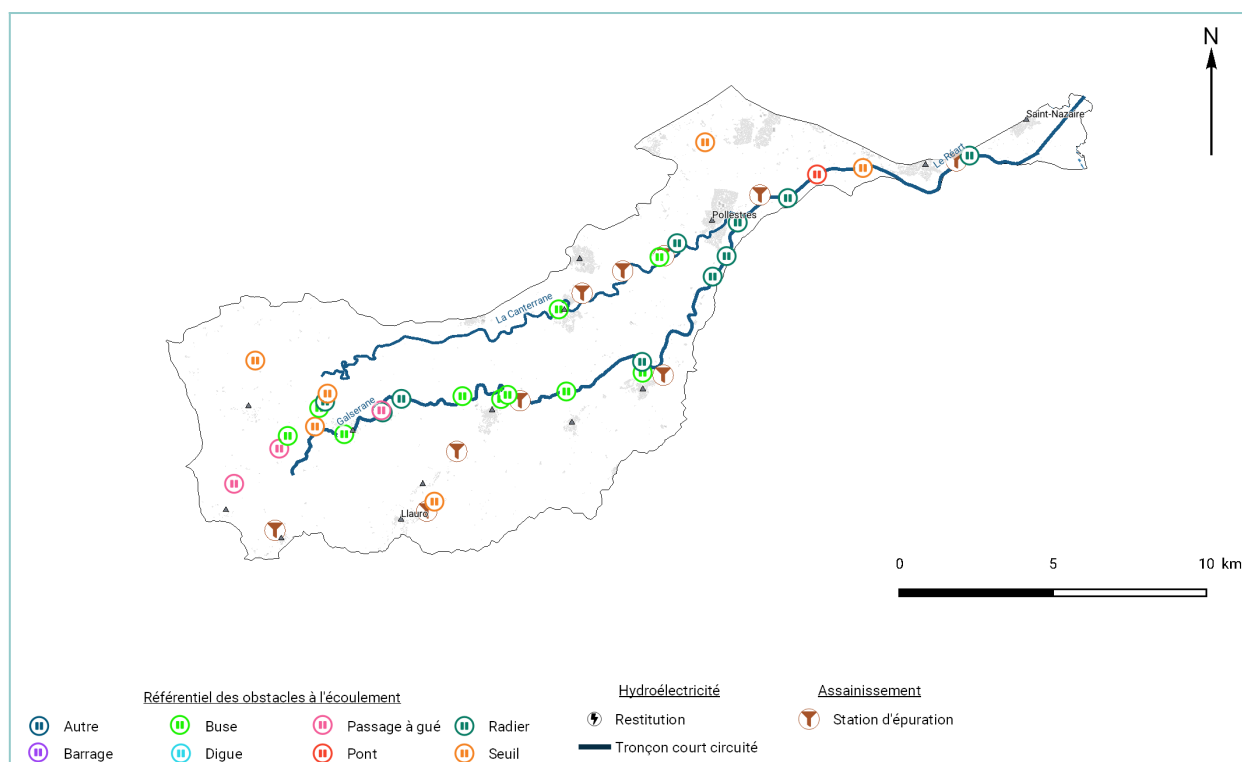 N
Saint-Nazaire
Le Réart
Pollestres
La Canterrane
Galserane
Llauro
0 5 10 km
Référentiel des obstacles à l'écoulement
Hydroélectricité
Assainissement
Autre
Buse
Passage à gué
Radier
Restitution
Station d'épuration
Barrage
Digue
Pont
Seuil
Tronçon court circuité